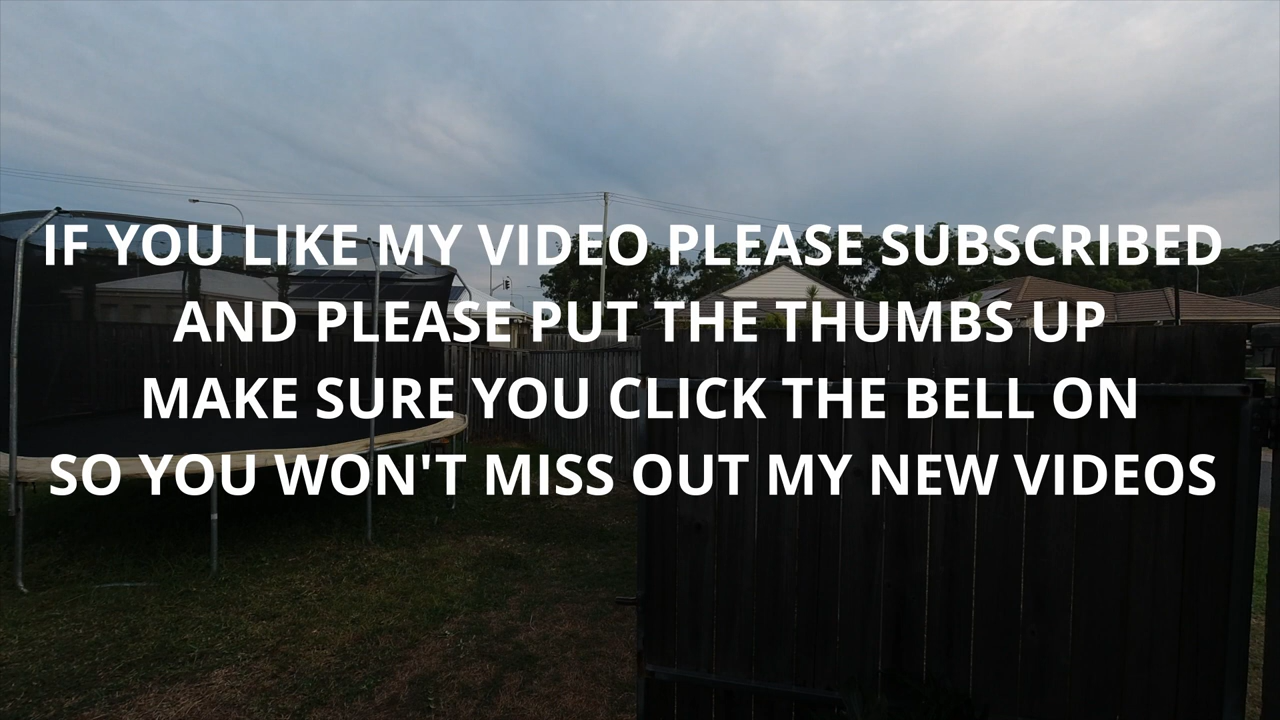 IF YOU LIKE MY VIDEO PLEASE SUBSCRIBED
AND PLEASE PUT THE THUMBS UP
MAKE SURE YOU CLICK THE BELL ON
SO YOU WON'T MISS OUT MY NEW VIDEOS